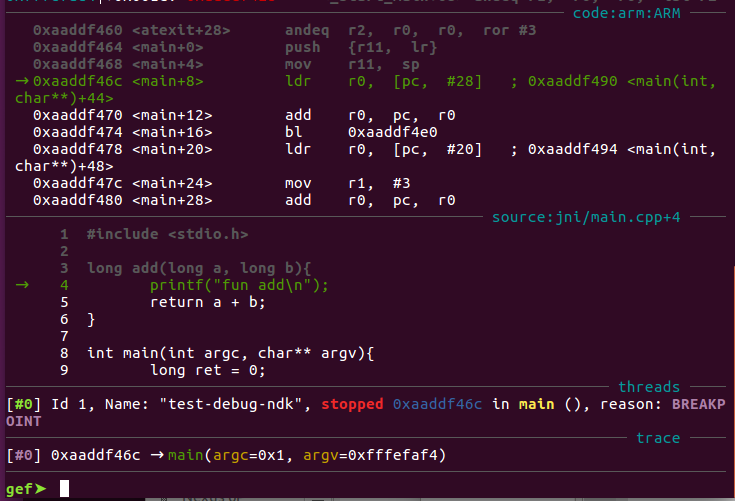 code:arm:ARM
0xaaddf460 <atexit+28> andeq r2, r0, r0, ror #3
0xaaddf464 <main+0> push {r11, lr}
0xaaddf468 <main+4> mov r11, sp
→0xaaddf46c <main+8> ldr r0, [pc, #28] ; 0xaaddf490 <main(int,
char**)+44>
0xaaddf470 <main+12> add r0, pc, r0
0xaaddf474 <main+16> bl 0xaaddf4e0
0xaaddf478 <main+20> ldr r0, [pc, #20] ; 0xaaddf494 <main(int,
char**)+48>
0xaaddf47c <main+24> mov r1, #3
0xaaddf480 <main+28> add r0, pc, r0
source:jni/main.cpp+4
1 #include <stdio.h>
2
3 long add(long a, long b){
→ 4 printf("fun add\n");
5 return a + b;
6 }
7
8 int main(int argc, char** argv){
9 long ret = 0;
threads
[#0] Id 1, Name: "test-debug-ndk", stopped 0xaaddf46c in main (), reason: BREAKP
OINT
trace
[#0] 0xaaddf46c →main(argc=0x1, argv=0xfffefaf4)
gef➤